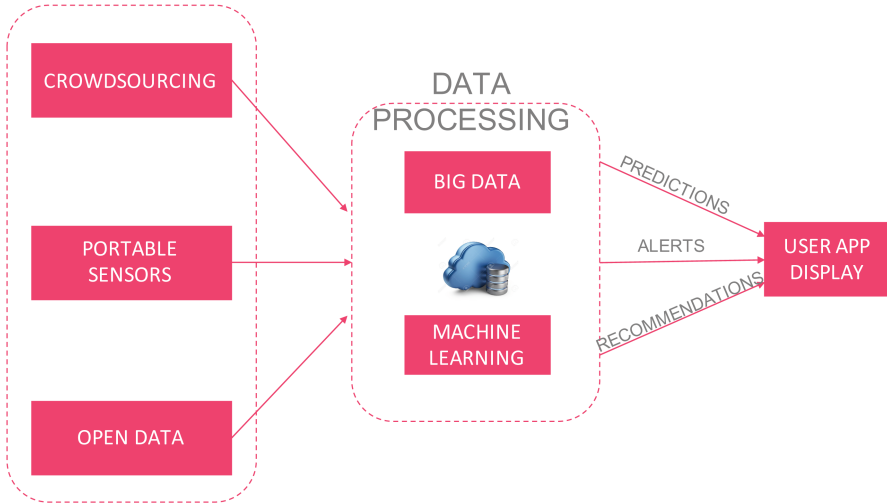 CROWDSOURCING
PORTABLE
SENSORS
OPEN DATA
DATA
PROCESSING
BIG DATA
MACHINE
LEARNING
PREDICTIONS
ALERTS
RECOMMENDATIONS
USER APP
DISPLAY